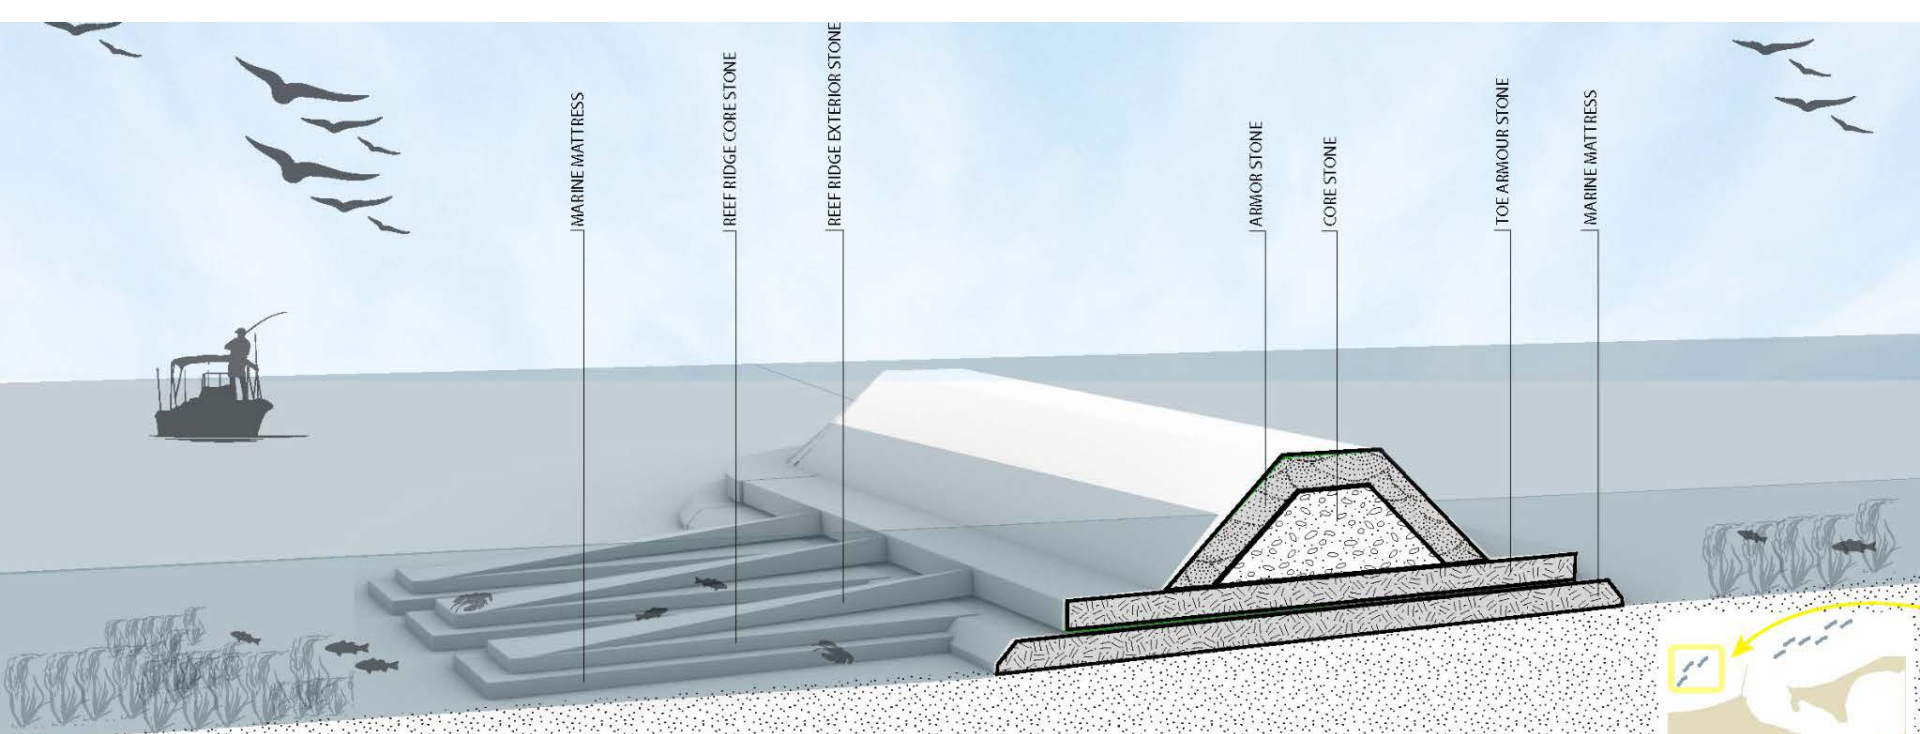 MARINE MATTRESS
REEF RIDGE CORE STONE
REEF RIDGE EXTERIOR STONE
ARMOR STONE
CORE STONE
TOE ARMOUR STONE
MARINE MATTRESS